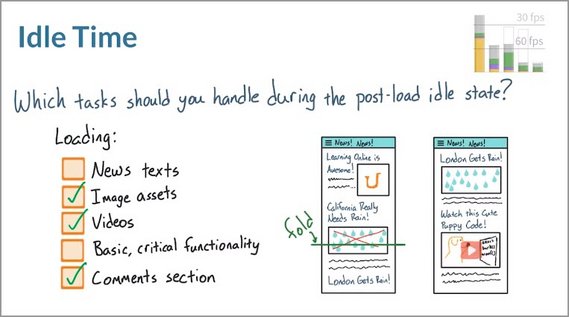 Idle Time
30 fps
60 fps
Which tasks should you handle during the post-load idle state?
Loading:
News texts
Image assets
Videos
Basic, critical functionality
Comments section
fold
News! News!
Learning Online is
Awesome!
California Really
Needs Rain!
London Gets Rain!
News! News!
London Gets Rain!
Watch this Cute
Puppy Code!